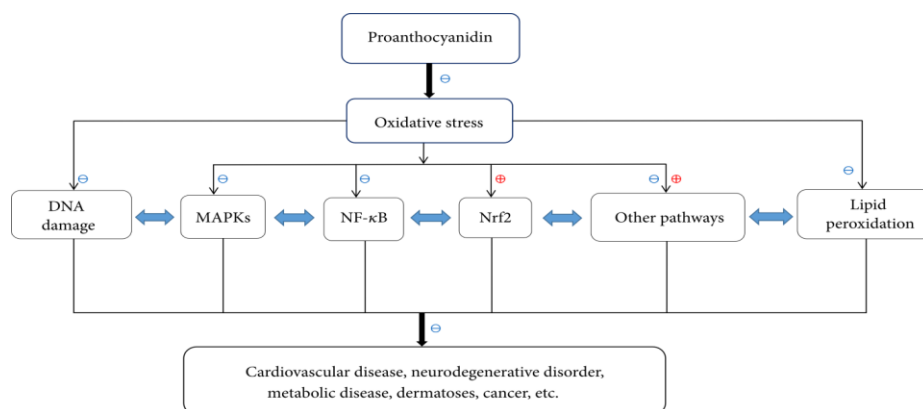 Proanthocyanidin
⊖
Oxidative stress
⊖ ⊖ ⊖ ⊕ ⊖ ⊕ ⊖
DNA
damage
MAPKs
NF-κB
Nrf2
Other pathways
Lipid
peroxidation
⊖
Cardiovascular disease, neurodegenerative disorder,
metabolic disease, dermatoses, cancer, etc.